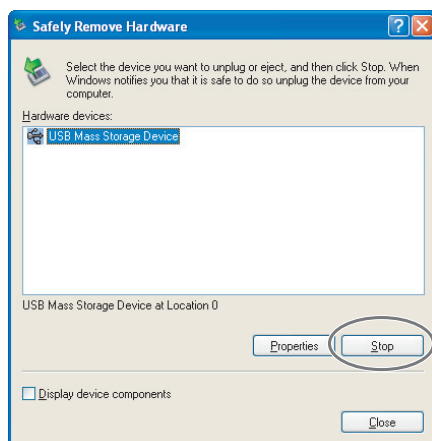 Safely Remove Hardware
Select the device you want to unplug or eject, and then click Stop. When
Windows notifies you that it is safe to do so unplug the device from your
computer.
Hardware devices:
USB Mass Storage Device
USB Mass Storage Device at Location 0
Properties
Stop
Display device components
Close